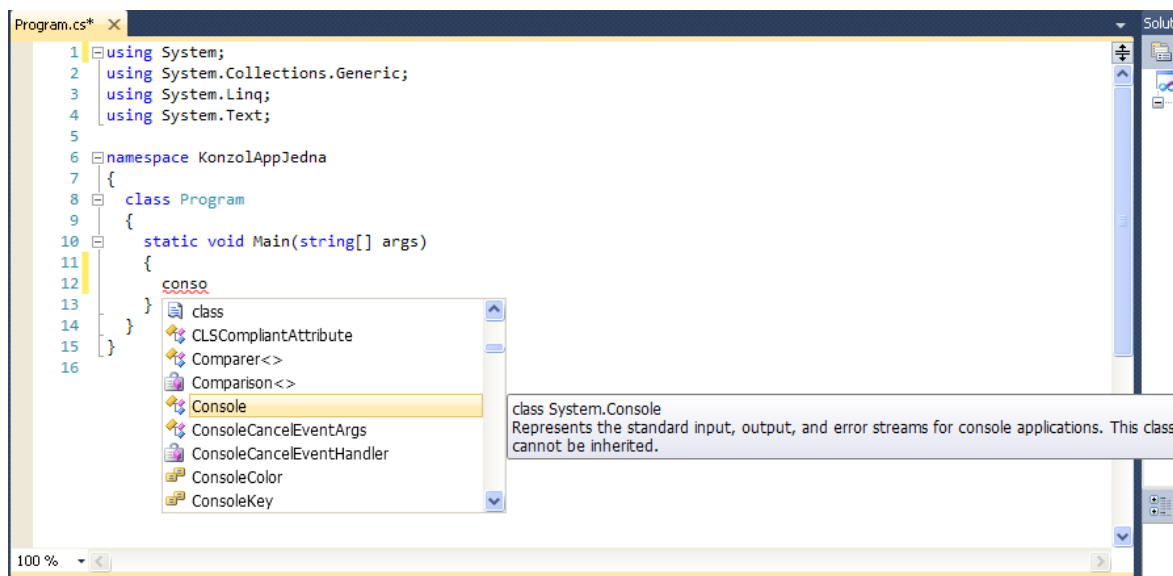 Program.cs*
Solut
1 using System;
2 using System.Collections.Generic;
3 using System.Linq;
4 using System.Text;
5
6 namespace KonzolAppJedna
7 {
8 class Program
9 {
10 static void Main(string[] args)
11 {
12 conso
13 }
14 }
15 }
16
class
CLSCompliantAttribute
Comparer<>
Comparison<>
Console
ConsoleCancelEventArgs
ConsoleCancelEventHandler
ConsoleColor
ConsoleKey
class System.Console
Represents the standard input, output, and error streams for console applications. This class
cannot be inherited.
100 %